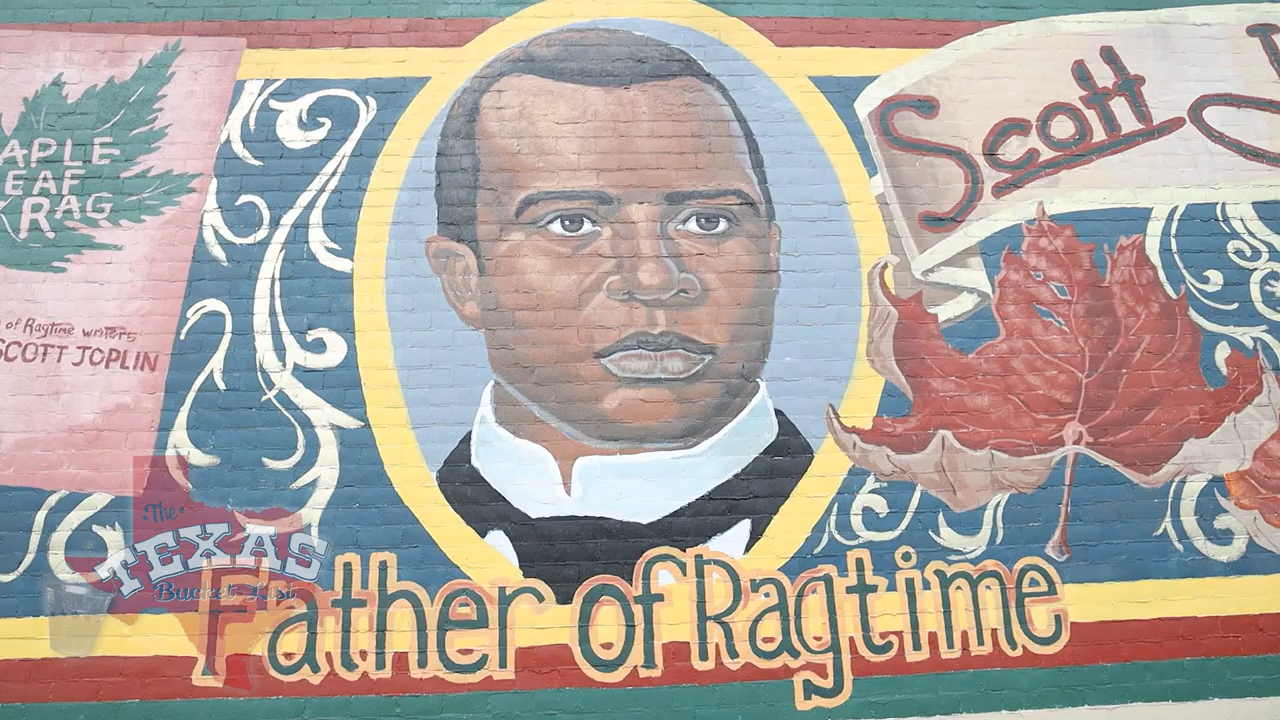 APLE
EAF
RAG
of Ragtime writers
SCOTT JOPLIN
Scott J
The
TEXAS
Bucket List
Father of Ragtime